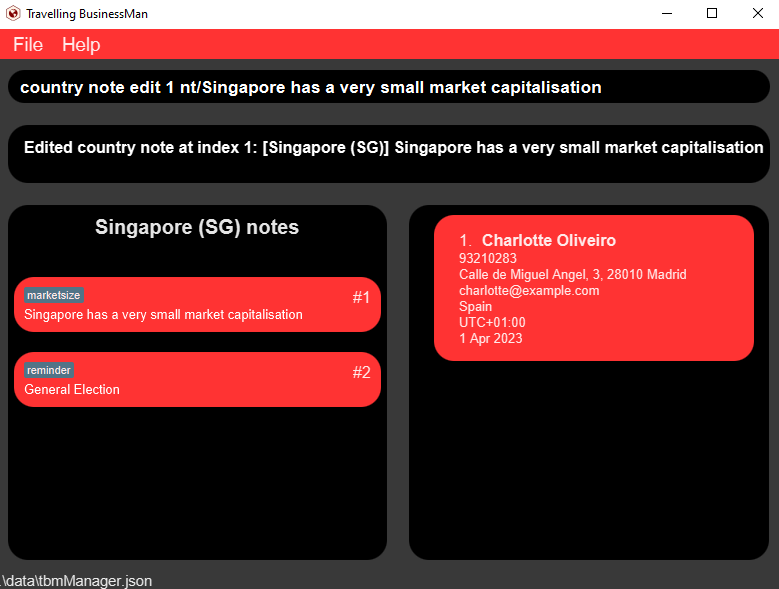 Travelling BusinessMan
File Help
country note edit 1 nt/Singapore has a very small market capitalisation
Edited country note at index 1: [Singapore (SG)] Singapore has a very small market capitalisation
Singapore (SG) notes
marketsize #1
Singapore has a very small market capitalisation
reminder #2
General Election
1. Charlotte Oliveiro
93210283
Calle de Miguel Angel, 3, 28010 Madrid
charlotte@example.com
Spain
UTC+01:00
1 Apr 2023
.\data\tbmManager.json